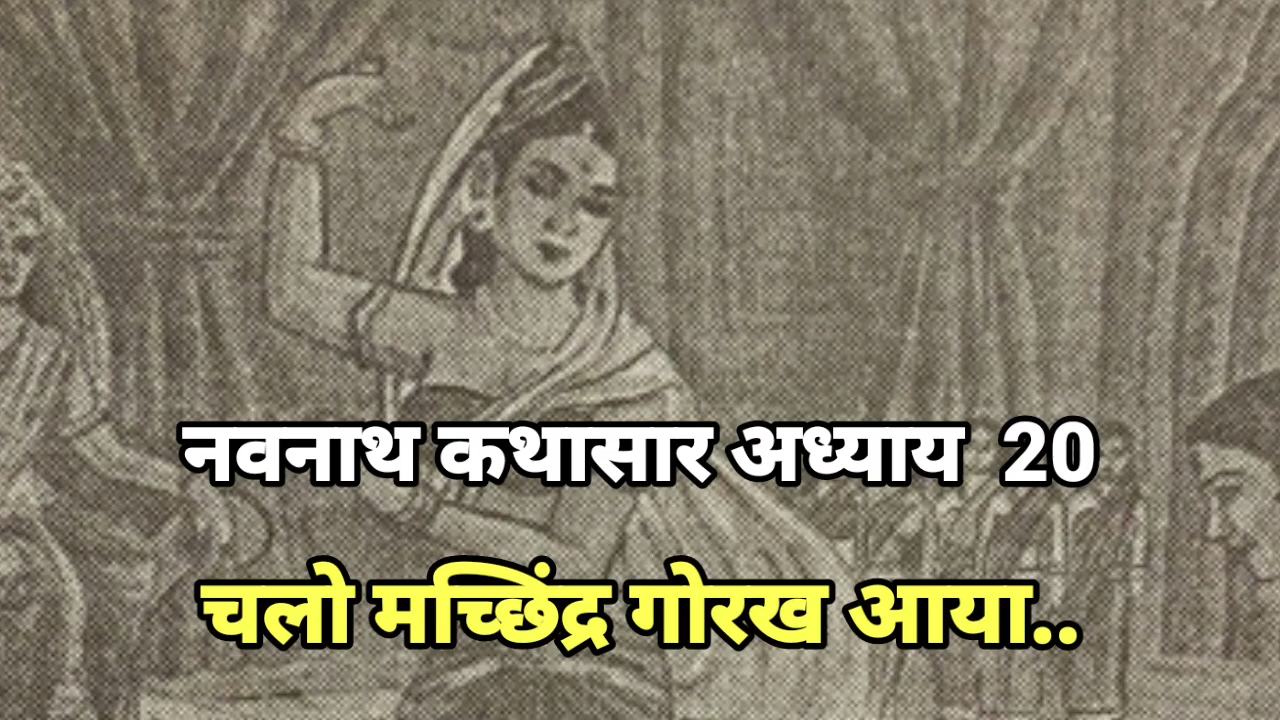 नवनाथ कथासार अध्याय 20
चलो मच्छिंद्र गोरख आया..